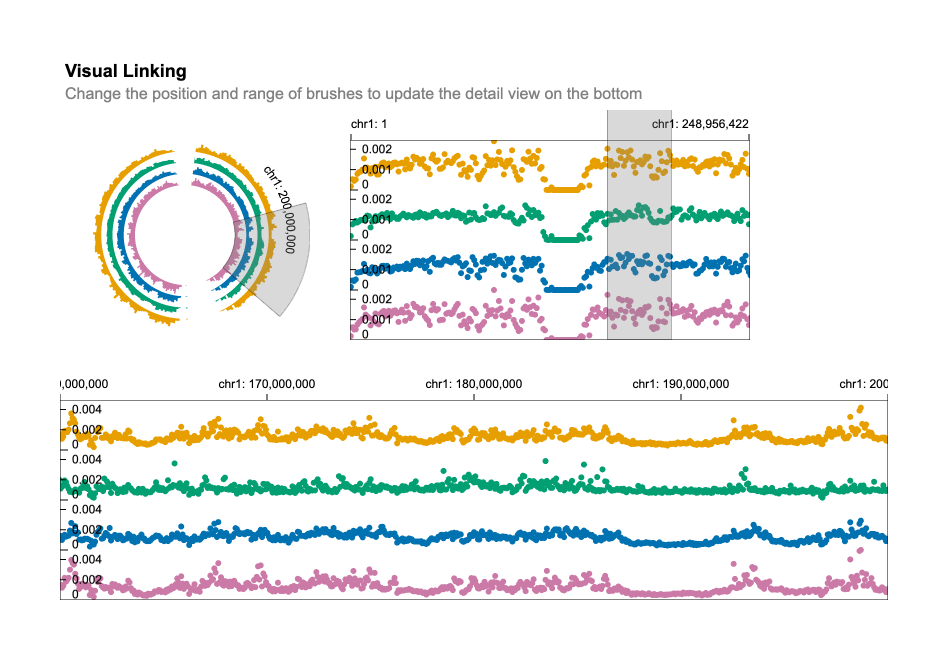 Visual Linking
Change the position and range of brushes to update the detail view on the bottom
chr1: 1
chr1: 248,956,422
chr1: 200,000,000
0.002
0.001
0
0.002
0.001
0
0.002
0.001
0
0.002
0.001
0
0,000,000
chr1: 170,000,000
chr1: 180,000,000
chr1: 190,000,000
chr1: 200
0.004
0.002
0
0.004
0.002
0
0.004
0.002
0
0.004
0.002
0